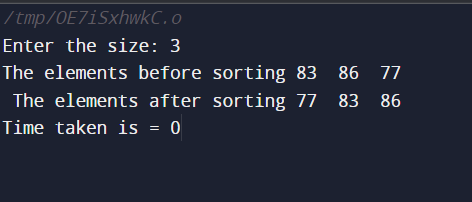 /tmp/OE7iSxhwkC.o
Enter the size: 3
The elements before sorting 83 86 77
The elements after sorting 77 83 86
Time taken is = 0